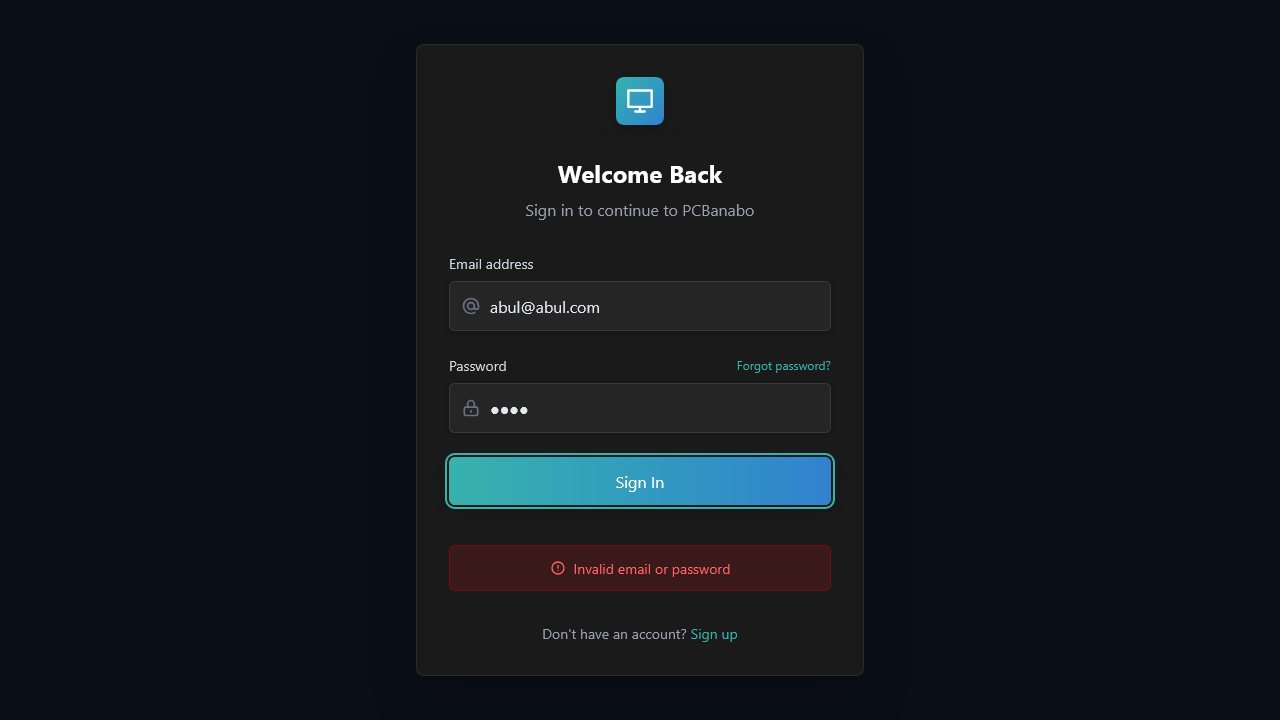 Welcome Back
Sign in to continue to PCBanabo
Email address
abul@abul.com
Password Forgot password?
●●●●
Sign In
Invalid email or password
Don't have an account? Sign up